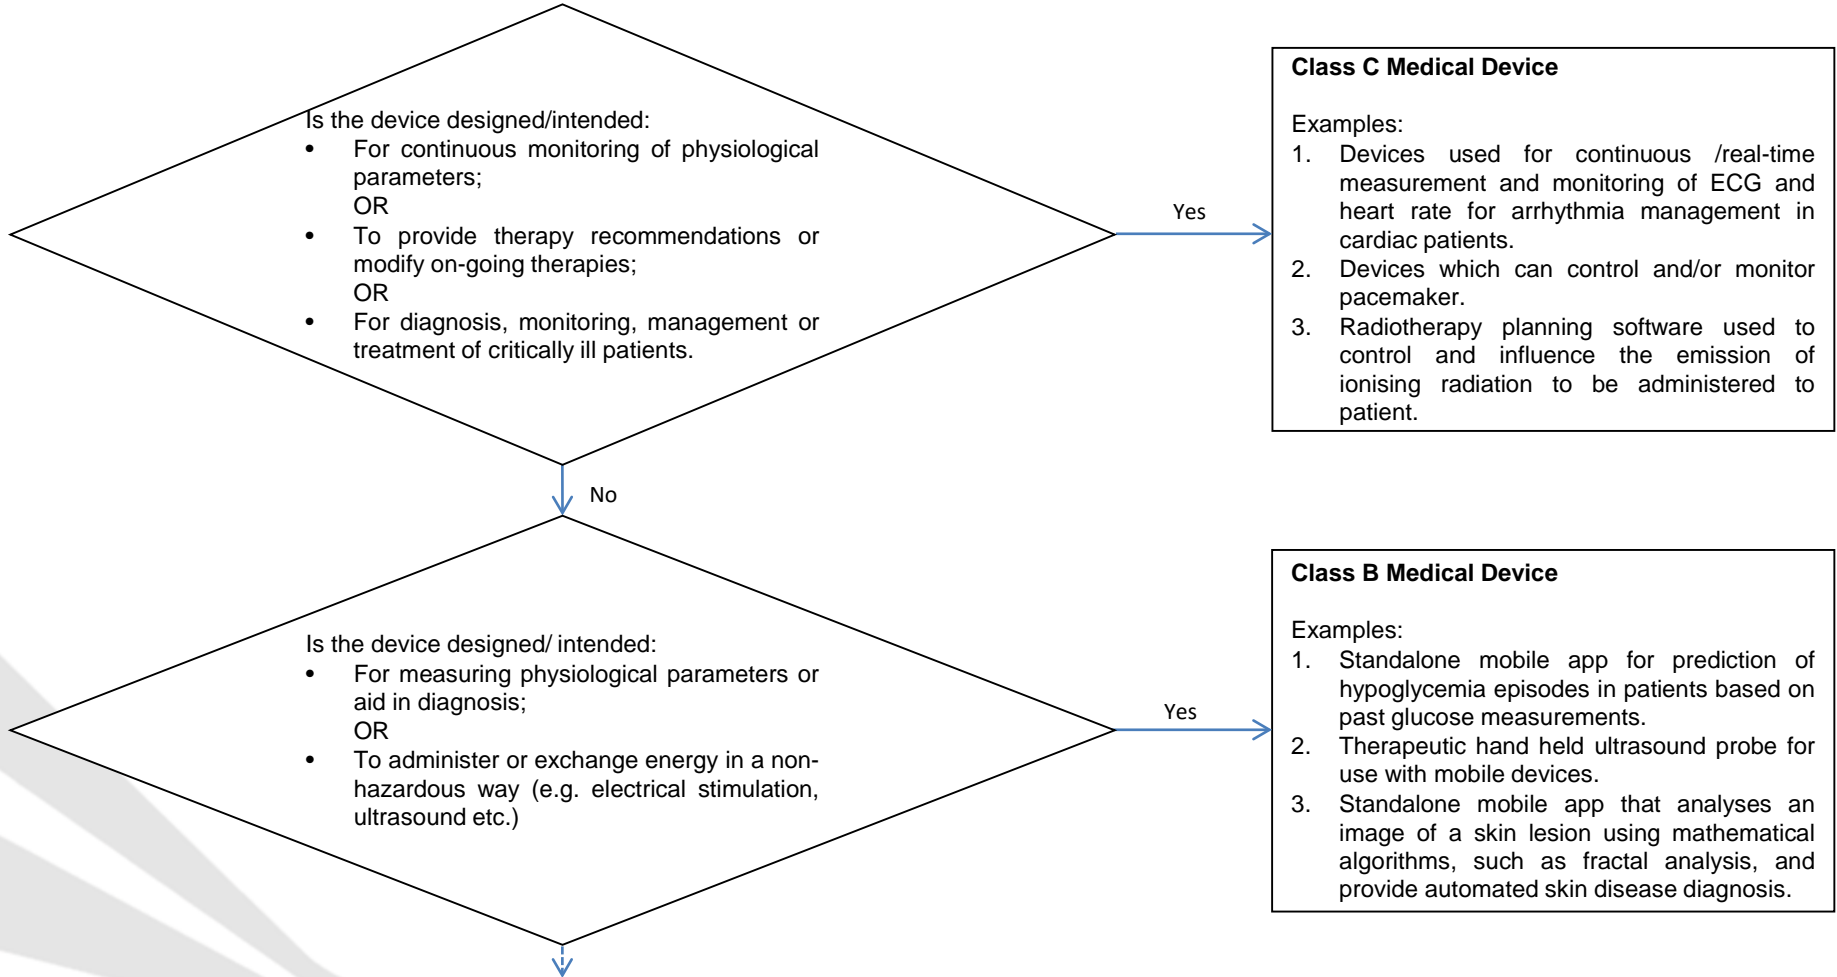 Is the device designed/intended:
• For continuous monitoring of physiological
parameters;
OR
• To provide therapy recommendations or
modify on-going therapies;
OR
• For diagnosis, monitoring, management or
treatment of critically ill patients.
Yes
Class C Medical Device
Examples:
1. Devices used for continuous /real-time
measurement and monitoring of ECG and
heart rate for arrhythmia management in
cardiac patients.
2. Devices which can control and/or monitor
pacemaker.
3. Radiotherapy planning software used to
control and influence the emission of
ionising radiation to be administered to
patient.
No
Is the device designed/ intended:
• For measuring physiological parameters or
aid in diagnosis;
OR
• To administer or exchange energy in a non-
hazardous way (e.g. electrical stimulation,
ultrasound etc.)
Yes
Class B Medical Device
Examples:
1. Standalone mobile app for prediction of
hypoglycemia episodes in patients based on
past glucose measurements.
2. Therapeutic hand held ultrasound probe for
use with mobile devices.
3. Standalone mobile app that analyses an
image of a skin lesion using mathematical
algorithms, such as fractal analysis, and
provide automated skin disease diagnosis.